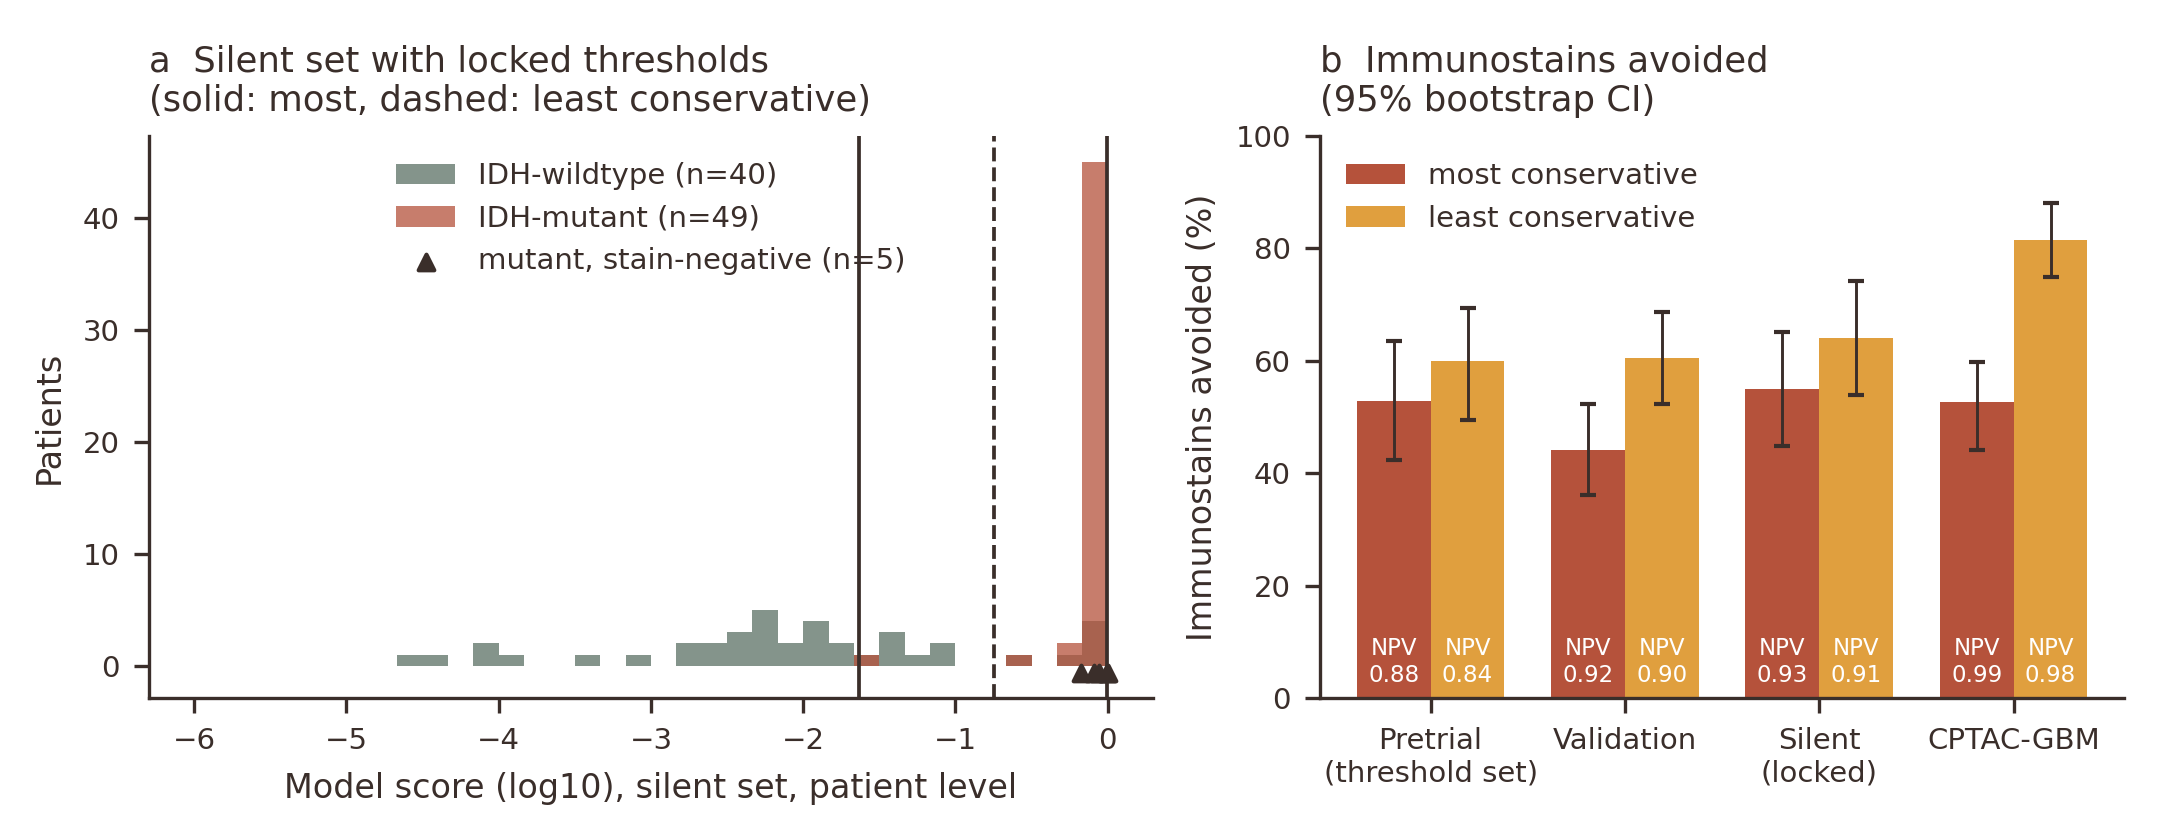 a  Silent set with locked thresholds
(solid: most, dashed: least conservative)
IDH-wildtype (n=40)
IDH-mutant (n=49)
mutant, stain-negative (n=5)
Patients
40
30
20
10
0
−6
−5
−4
−3
−2
−1
0
Model score (log10), silent set, patient level
b  Immunostains avoided
(95% bootstrap CI)
most conservative
least conservative
Immunostains avoided (%)
100
80
60
40
20
0
NPV
0.88
NPV
0.84
NPV
0.92
NPV
0.90
NPV
0.93
NPV
0.91
NPV
0.99
NPV
0.98
Pretrial
(threshold set)
Validation
Silent
(locked)
CPTAC-GBM